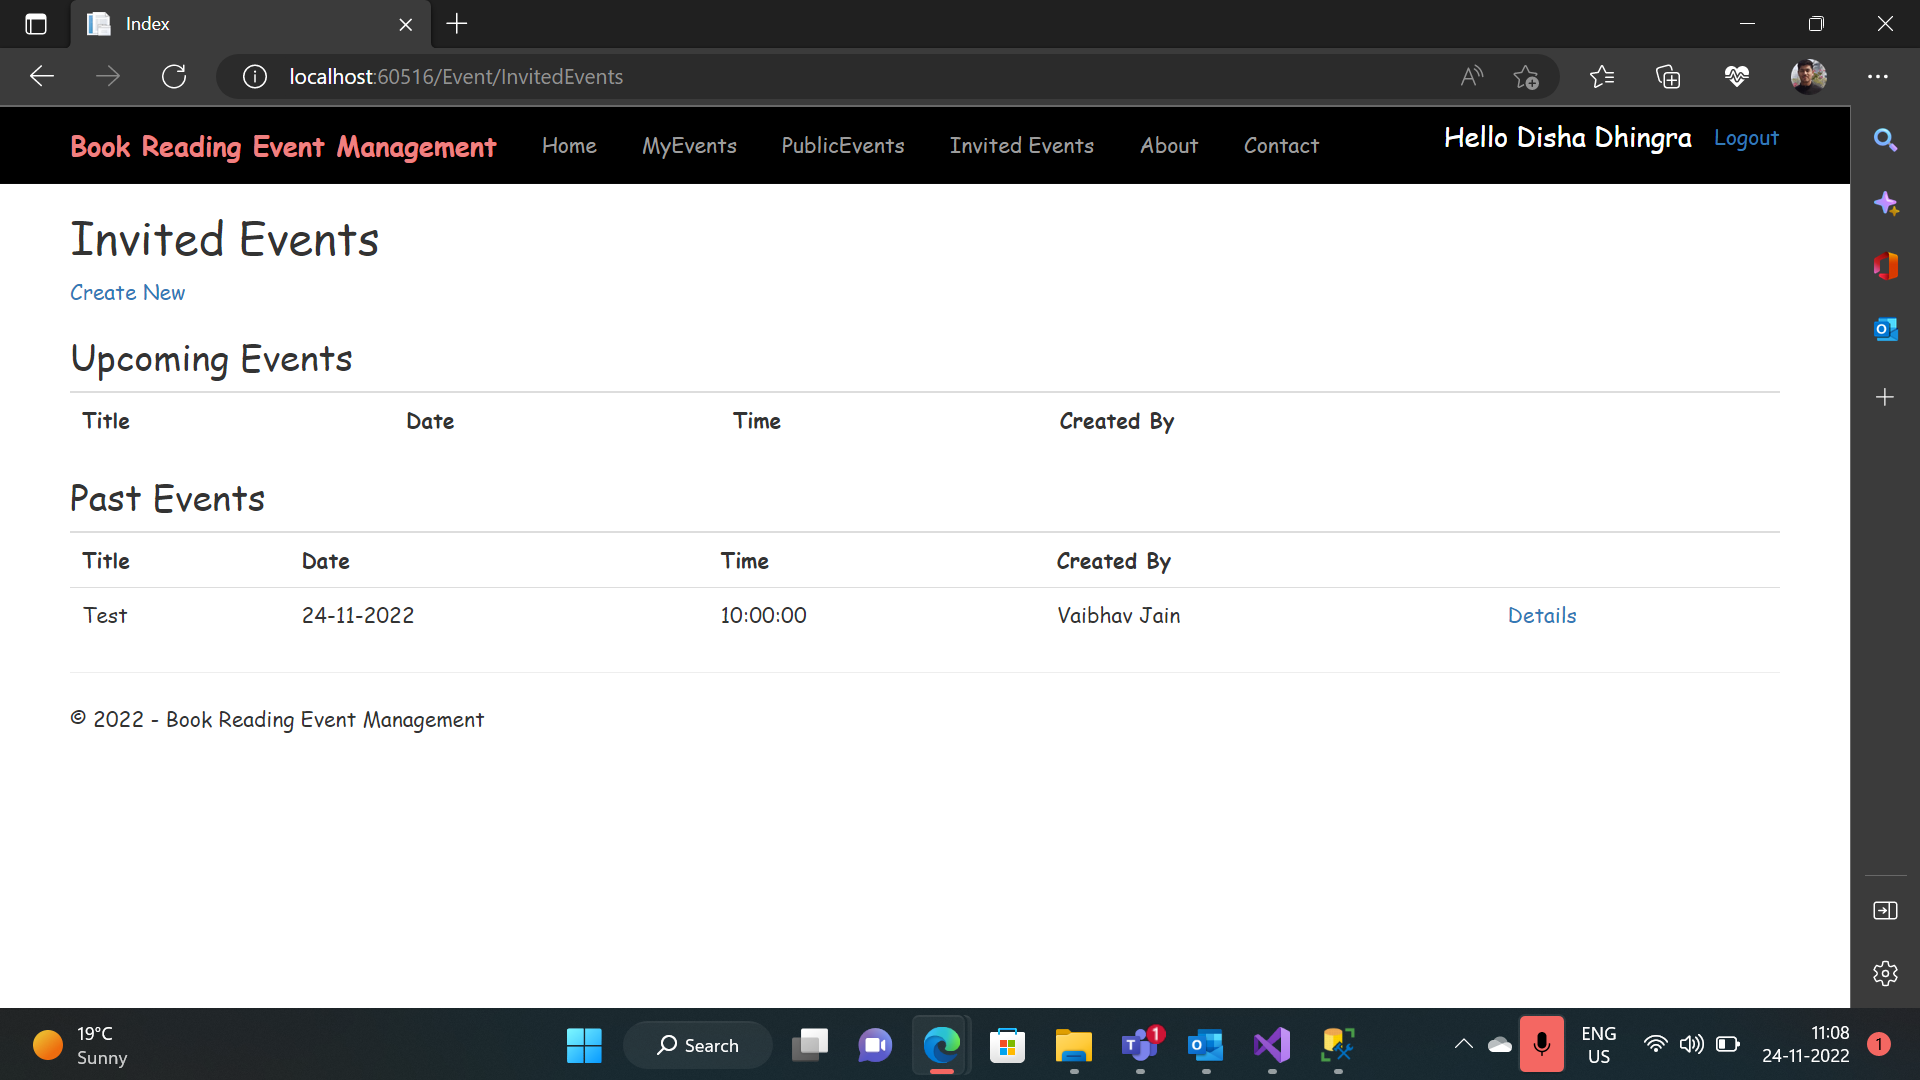 Index
localhost:60516/Event/InvitedEvents
Book Reading Event Management Home MyEvents PublicEvents Invited Events About Contact Hello Disha Dhingra Logout
Invited Events
Create New
Upcoming Events
Title Date Time Created By
Past Events
Title Date Time Created By
Test 24-11-2022 10:00:00 Vaibhav Jain Details
© 2022 - Book Reading Event Management
19°C
Sunny
Search
1
ENG
US
11:08
24-11-2022
1